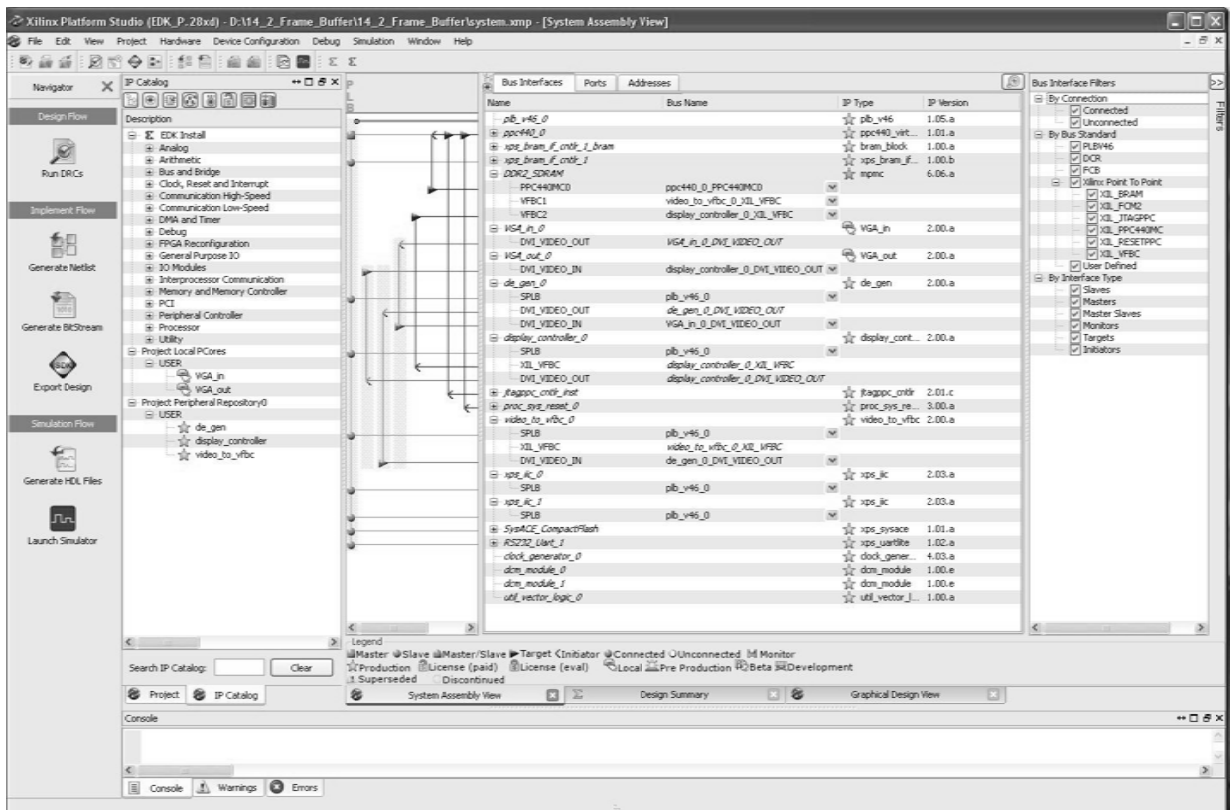 Xilinx Platform Studio (EDK_P.28xd) - D:\14_2_Frame_Buffer\14_2_Frame_Buffer\system.xmp - [System Assembly View]
File Edit View Project Hardware Device Configuration Debug Simulation Window Help
Navigator
Design Flow
Run DRCs
Implement Flow
Generate Netlist
Generate BitStream
SDK
Export Design
Simulation Flow
Generate HDL Files
Launch Simulator
IP Catalog
Description
EDK Install
Analog
Arithmetic
Bus and Bridge
Clock, Reset and Interrupt
Communication High-Speed
Communication Low-Speed
DMA and Timer
Debug
FPGA Reconfiguration
General Purpose IO
IO Modules
Interprocessor Communication
Memory and Memory Controller
PCI
Peripheral Controller
Processor
Utility
Project Local PCores
USER
VGA_in
VGA_out
Project Peripheral Repository0
USER
de_gen
display_controller
video_to_vfbc
Search IP Catalog: Clear
Project IP Catalog
P
L
B
Bus Interfaces Ports Addresses
Name Bus Name IP Type IP Version
plb_v46_0 plb_v46 1.05.a
ppc440_0 ppc440_virt... 1.01.a
xps_bram_if_cntlr_1_bram bram_block 1.00.a
xps_bram_if_cntlr_1 xps_bram_if... 1.00.b
DDR2_SDRAM mpmc 6.06.a
PPC440MC0 ppc440_0_PPC440MC0
VFBC1 video_to_vfbc_0_XIL_VFBC
VFBC2 display_controller_0_XIL_VFBC
VGA_in_0 VGA_in 2.00.a
DVI_VIDEO_OUT VGA_in_0_DVI_VIDEO_OUT
VGA_out_0 VGA_out 2.00.a
DVI_VIDEO_IN display_controller_0_DVI_VIDEO_OUT
de_gen_0 de_gen 2.00.a
SPLB plb_v46_0
DVI_VIDEO_OUT de_gen_0_DVI_VIDEO_OUT
DVI_VIDEO_IN VGA_in_0_DVI_VIDEO_OUT
display_controller_0 display_cont... 2.00.a
SPLB plb_v46_0
XIL_VFBC display_controller_0_XIL_VFBC
DVI_VIDEO_OUT display_controller_0_DVI_VIDEO_OUT
jtagppc_cntlr_inst jtagppc_cntlr 2.01.c
proc_sys_reset_0 proc_sys_re... 3.00.a
video_to_vfbc_0 video_to_vfbc 2.00.a
SPLB plb_v46_0
XIL_VFBC video_to_vfbc_0_XIL_VFBC
DVI_VIDEO_IN de_gen_0_DVI_VIDEO_OUT
xps_iic_0 xps_iic 2.03.a
SPLB plb_v46_0
xps_iic_1 xps_iic 2.03.a
SPLB plb_v46_0
SysACE_CompactFlash xps_sysace 1.01.a
RS232_Uart_1 xps_uartlite 1.02.a
clock_generator_0 clock_gener... 4.03.a
dcm_module_0 dcm_module 1.00.e
dcm_module_1 dcm_module 1.00.e
util_vector_logic_0 util_vector_l... 1.00.a
Legend
Master Slave Master/Slave Target Initiator Connected Unconnected M Monitor
Production License (paid) License (eval) Local Pre Production Beta Development
Superseded Discontinued
System Assembly View Design Summary Graphical Design View
Bus Interface Filters
By Connection
Connected
Unconnected
By Bus Standard
PLBV46
DCR
FCB
Xilinx Point To Point
XIL_BRAM
XIL_FCM2
XIL_JTAGPPC
XIL_PPC440MC
XIL_RESETPPC
XIL_VFBC
User Defined
By Interface Type
Slaves
Masters
Master Slaves
Monitors
Targets
Initiators
Filters
Console
Console Warnings Errors